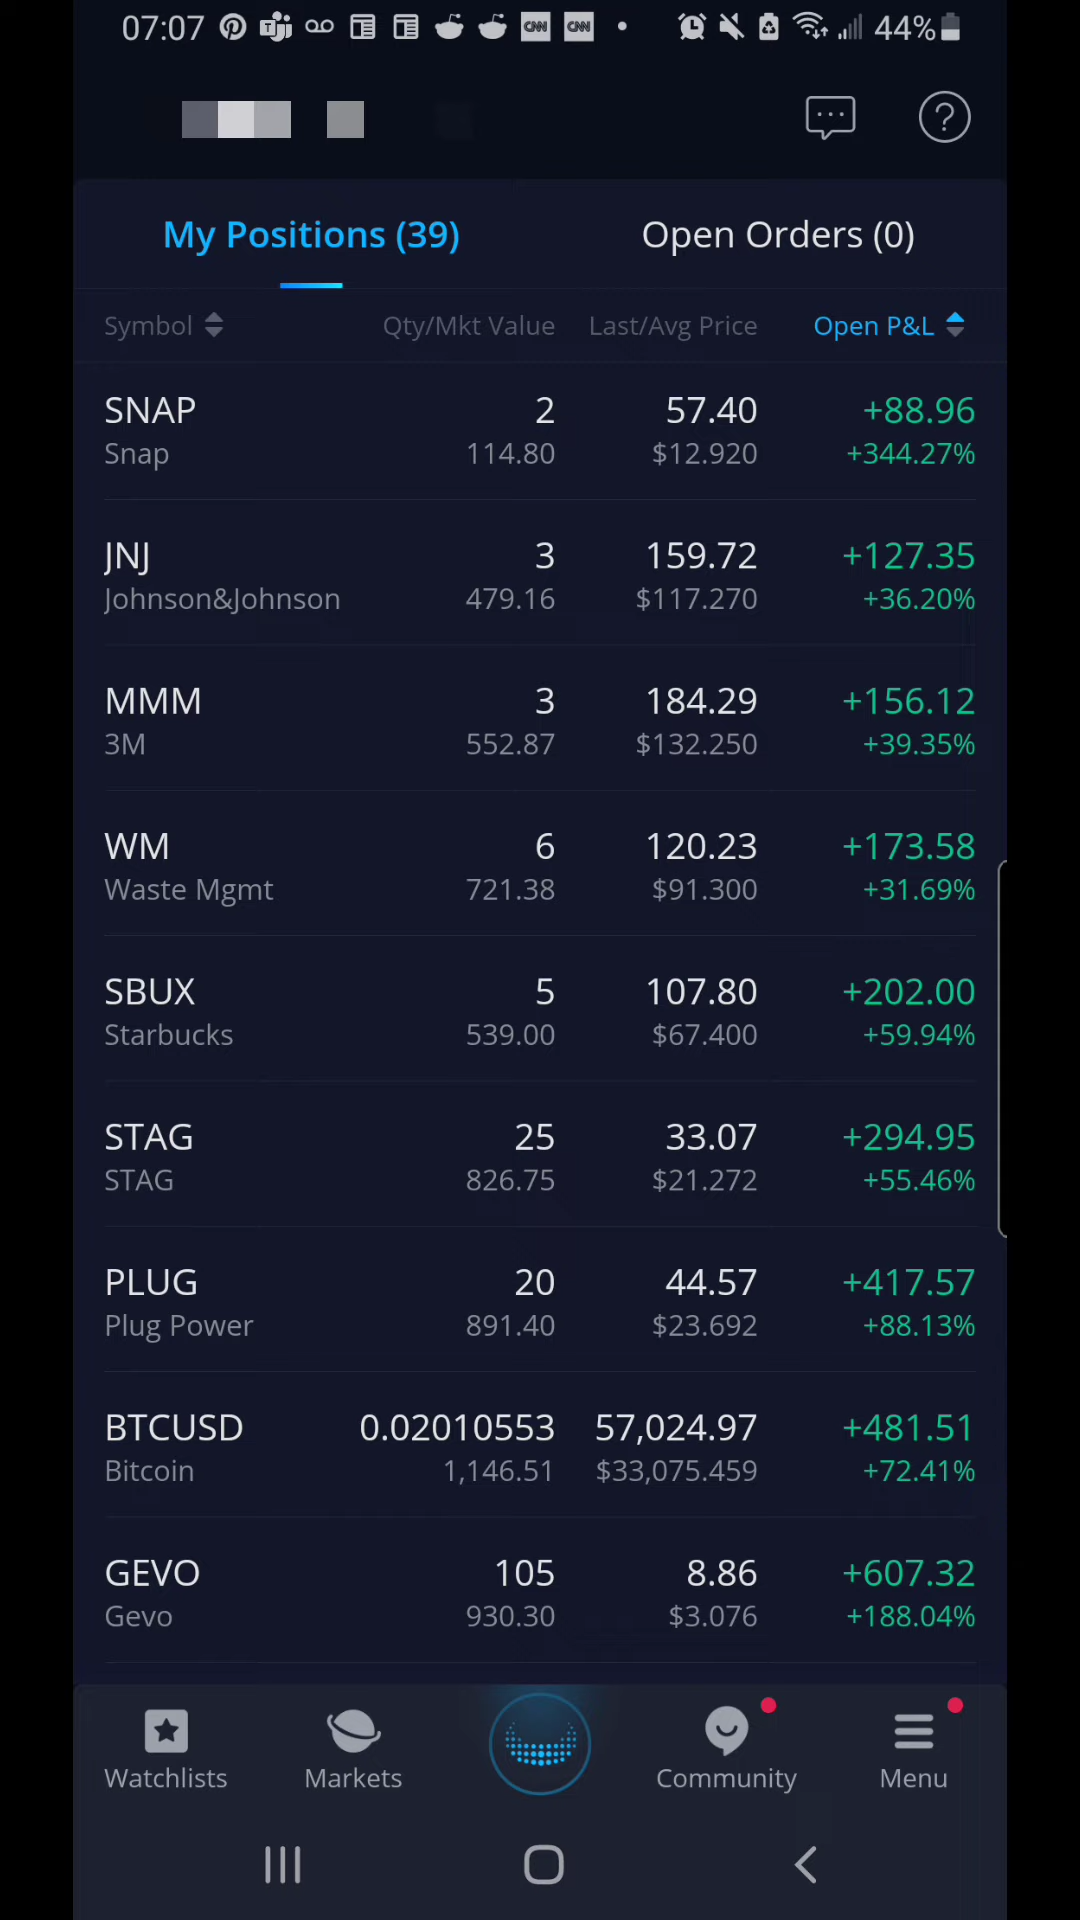 07:07 CNN CNN 44%
My Positions (39) Open Orders (0)
Symbol Qty/Mkt Value Last/Avg Price Open P&L
SNAP 2 57.40 +88.96
Snap 114.80 $12.920 +344.27%
JNJ 3 159.72 +127.35
Johnson&Johnson 479.16 $117.270 +36.20%
MMM 3 184.29 +156.12
3M 552.87 $132.250 +39.35%
WM 6 120.23 +173.58
Waste Mgmt 721.38 $91.300 +31.69%
SBUX 5 107.80 +202.00
Starbucks 539.00 $67.400 +59.94%
STAG 25 33.07 +294.95
STAG 826.75 $21.272 +55.46%
PLUG 20 44.57 +417.57
Plug Power 891.40 $23.692 +88.13%
BTCUSD 0.02010553 57,024.97 +481.51
Bitcoin 1,146.51 $33,075.459 +72.41%
GEVO 105 8.86 +607.32
Gevo 930.30 $3.076 +188.04%
Watchlists Markets Community Menu